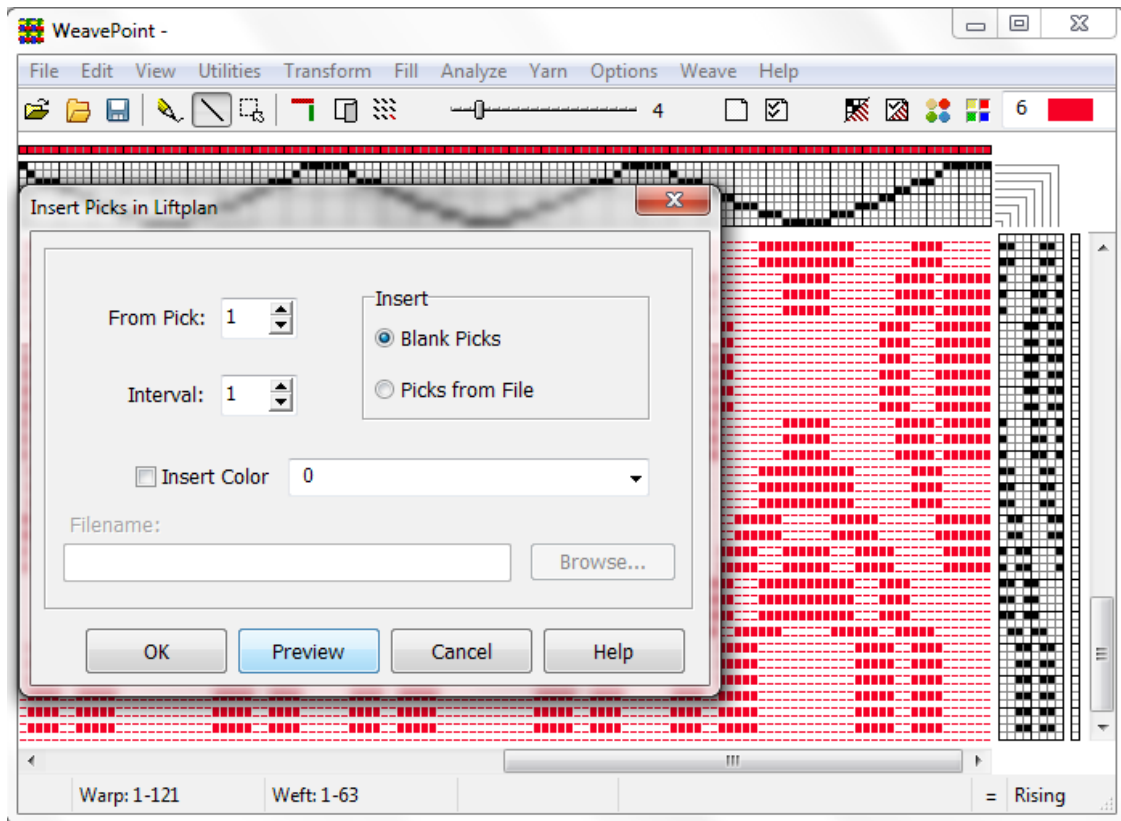 WeavePoint -
File Edit View Utilities Transform Fill Analyze Yarn Options Weave Help
4
6
Insert Picks in Liftplan
From Pick: 1
Insert
Blank Picks
Interval: 1
Picks from File
Insert Color 0
Filename:
Browse...
OK Preview Cancel Help
Warp: 1-121 Weft: 1-63 = Rising